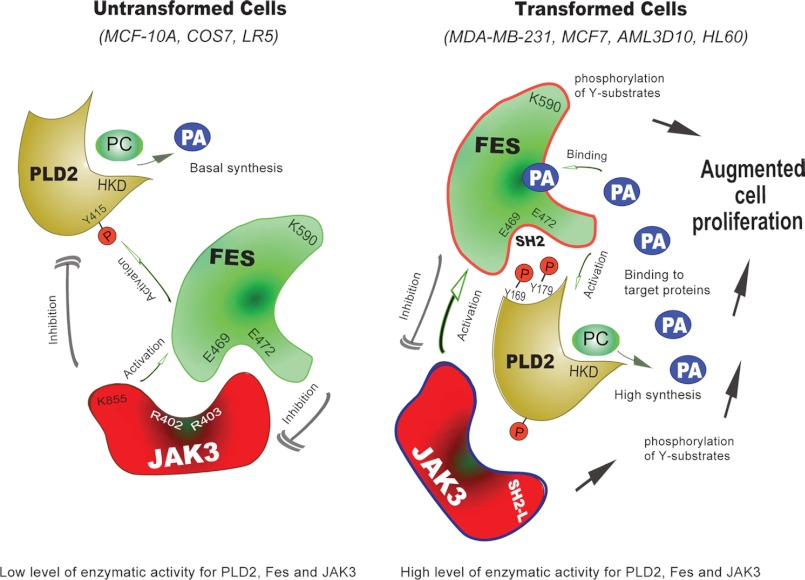 Untransformed Cells
(MCF-10A, COS7, LR5)
PC
PA
PLD2
HKD
Basal synthesis
Y415
P
Activation
FES
K590
E469
E472
Inhibition
Activation
Inhibition
K855
R402
R403
JAK3
Low level of enzymatic activity for PLD2, Fes and JAK3
Transformed Cells
(MDA-MB-231, MCF7, AML3D10, HL60)
phosphorylation
of Y-substrates
K590
FES
Binding
PA
PA
Augmented
cell
proliferation
E469
E472
SH2
PA
P
P
Y169
Y179
Activation
Binding to
target proteins
Inhibition
Activation
PA
PC
PLD2
HKD
PA
High synthesis
P
phosphorylation
of Y-substrates
JAK3
SH2-L
High level of enzymatic activity for PLD2, Fes and JAK3